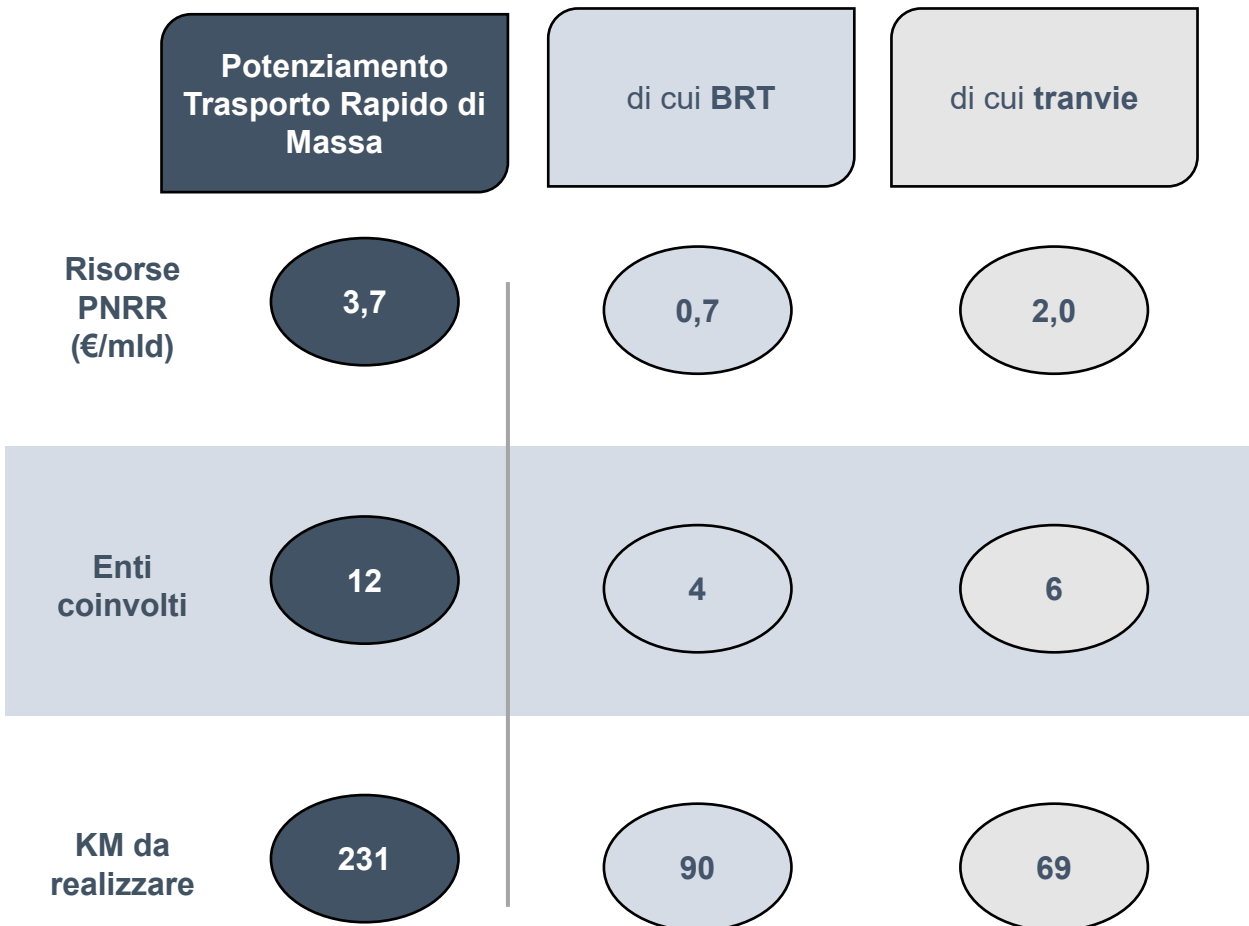 Potenziamento
Trasporto Rapido di
Massa
di cui BRT
di cui tranvie
Risorse
PNRR
(€/mld)
3,7
0,7
2,0
Enti
coinvolti
12
4
6
KM da
realizzare
231
90
69